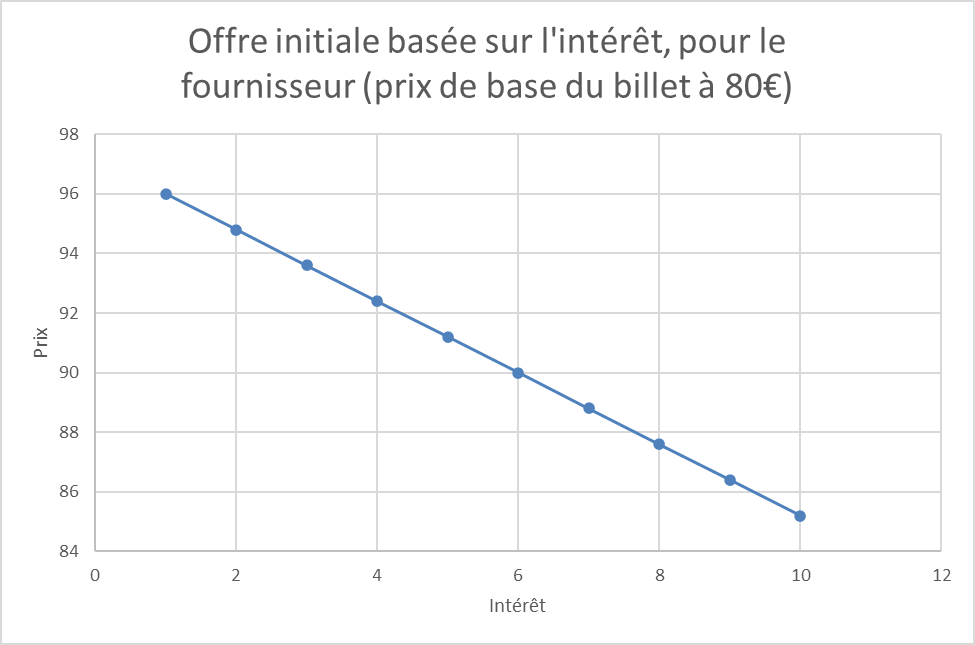 Offre initiale basée sur l'intérêt, pour le
fournisseur (prix de base du billet à 80€)
98
96
94
92
90
88
86
84
Prix
0 2 4 6 8 10 12
Intérêt